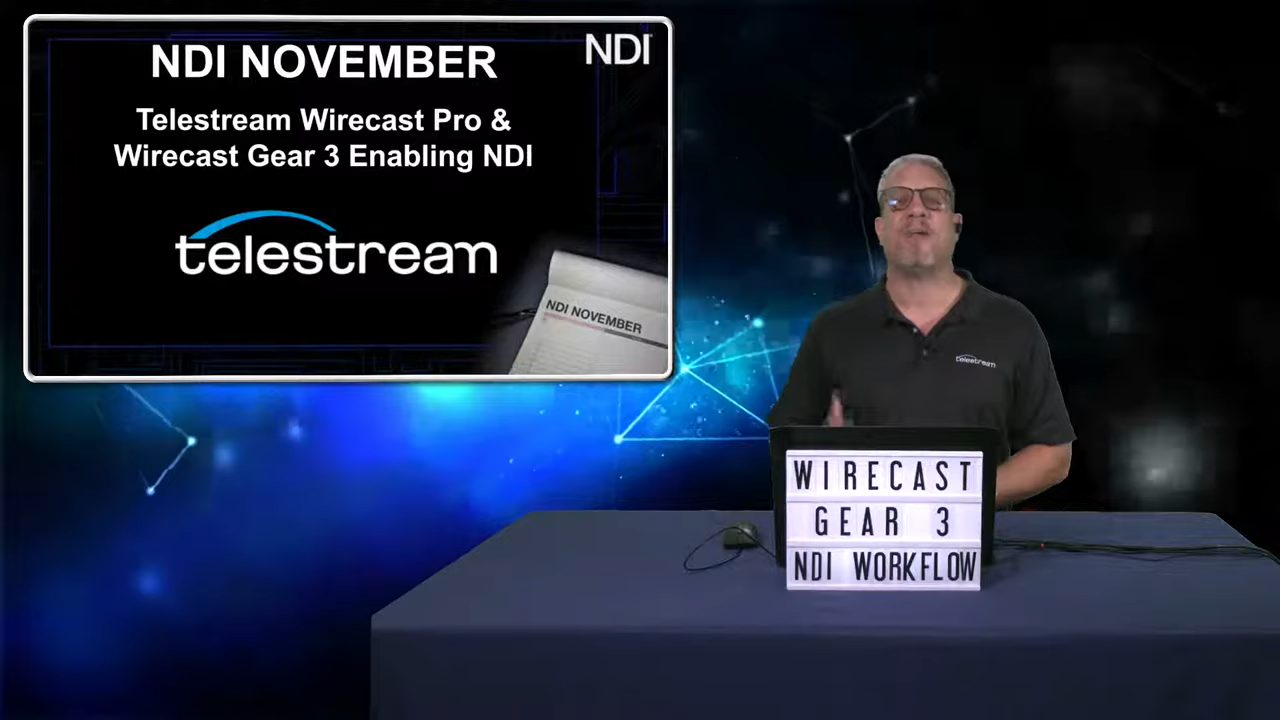 NDI NOVEMBER
NDI
Telestream Wirecast Pro &
Wirecast Gear 3 Enabling NDI
telestream
NDI NOVEMBER
telestream
WIRECAST
GEAR 3
NDI WORKFLOW